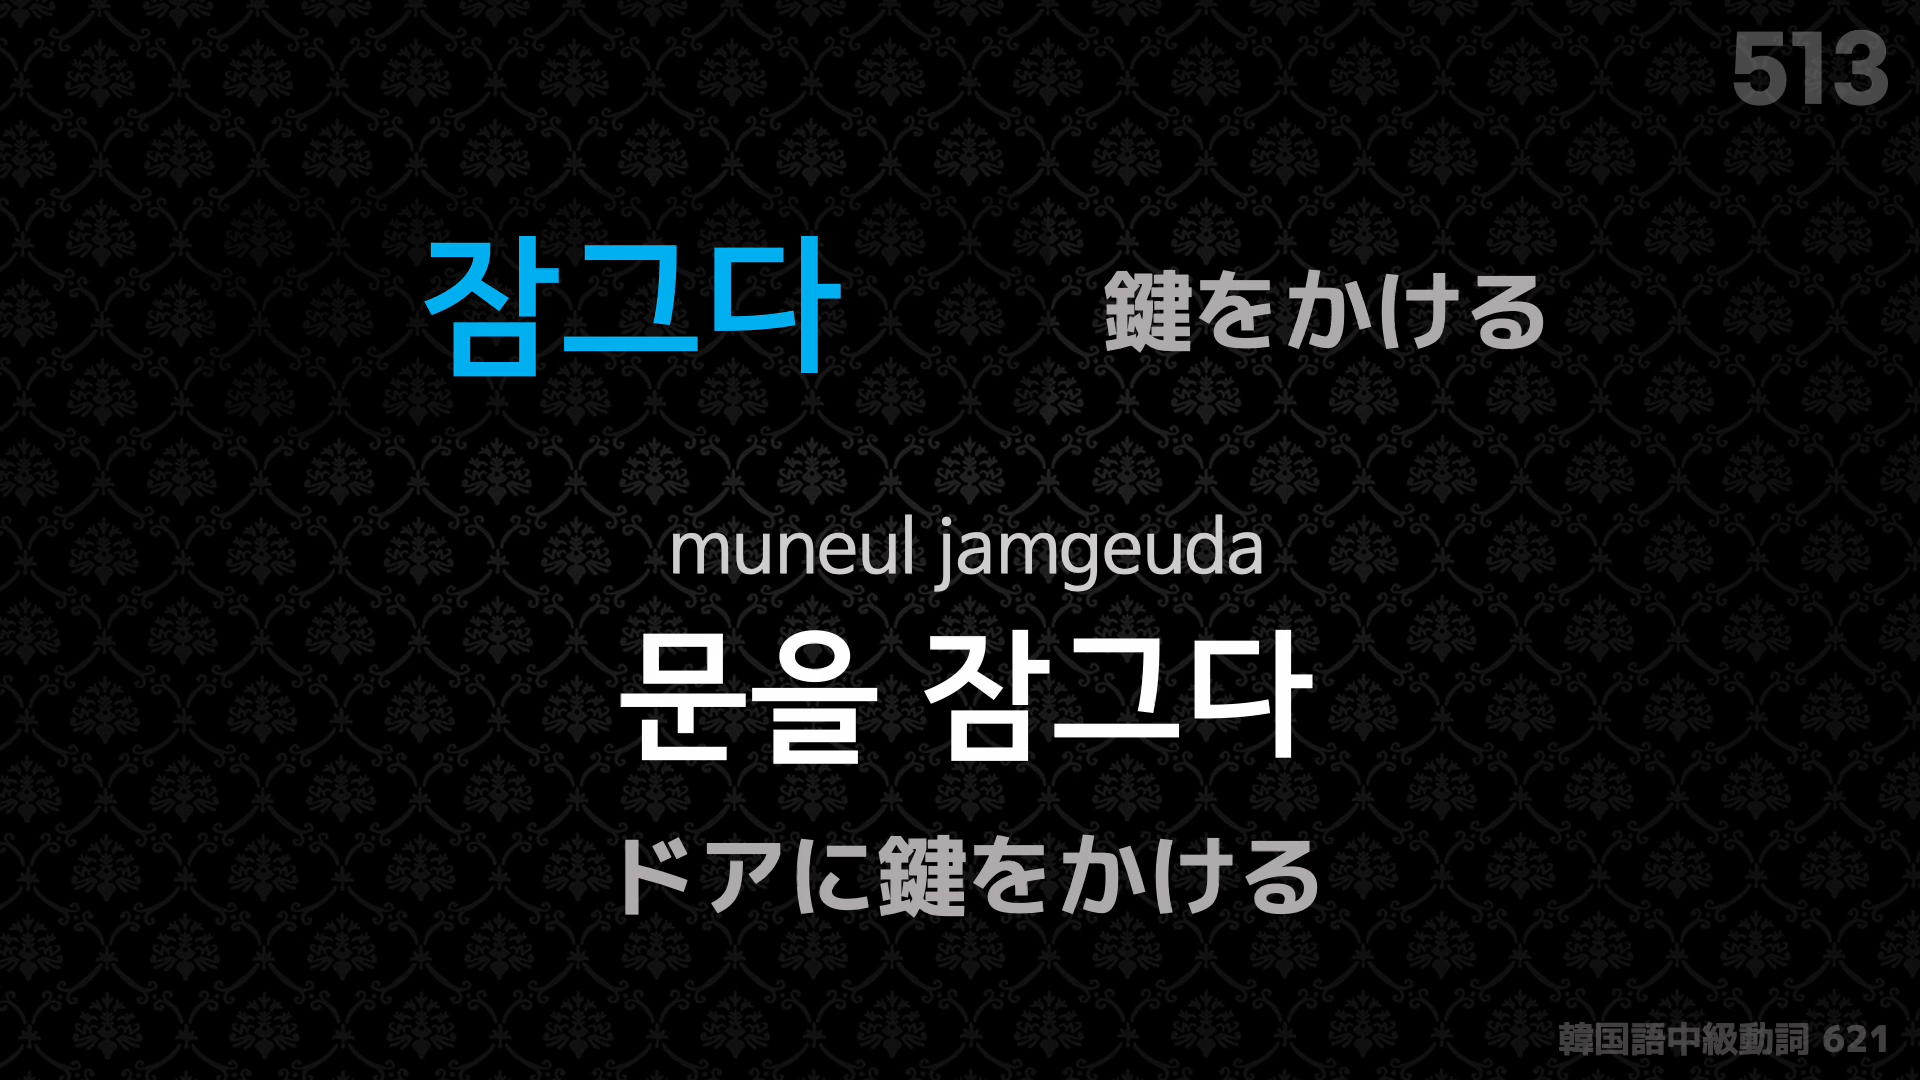 513
잠그다 鍵をかける
muneul jamgeuda
문을 잠그다
ドアに鍵をかける
韓国語中級動詞 621